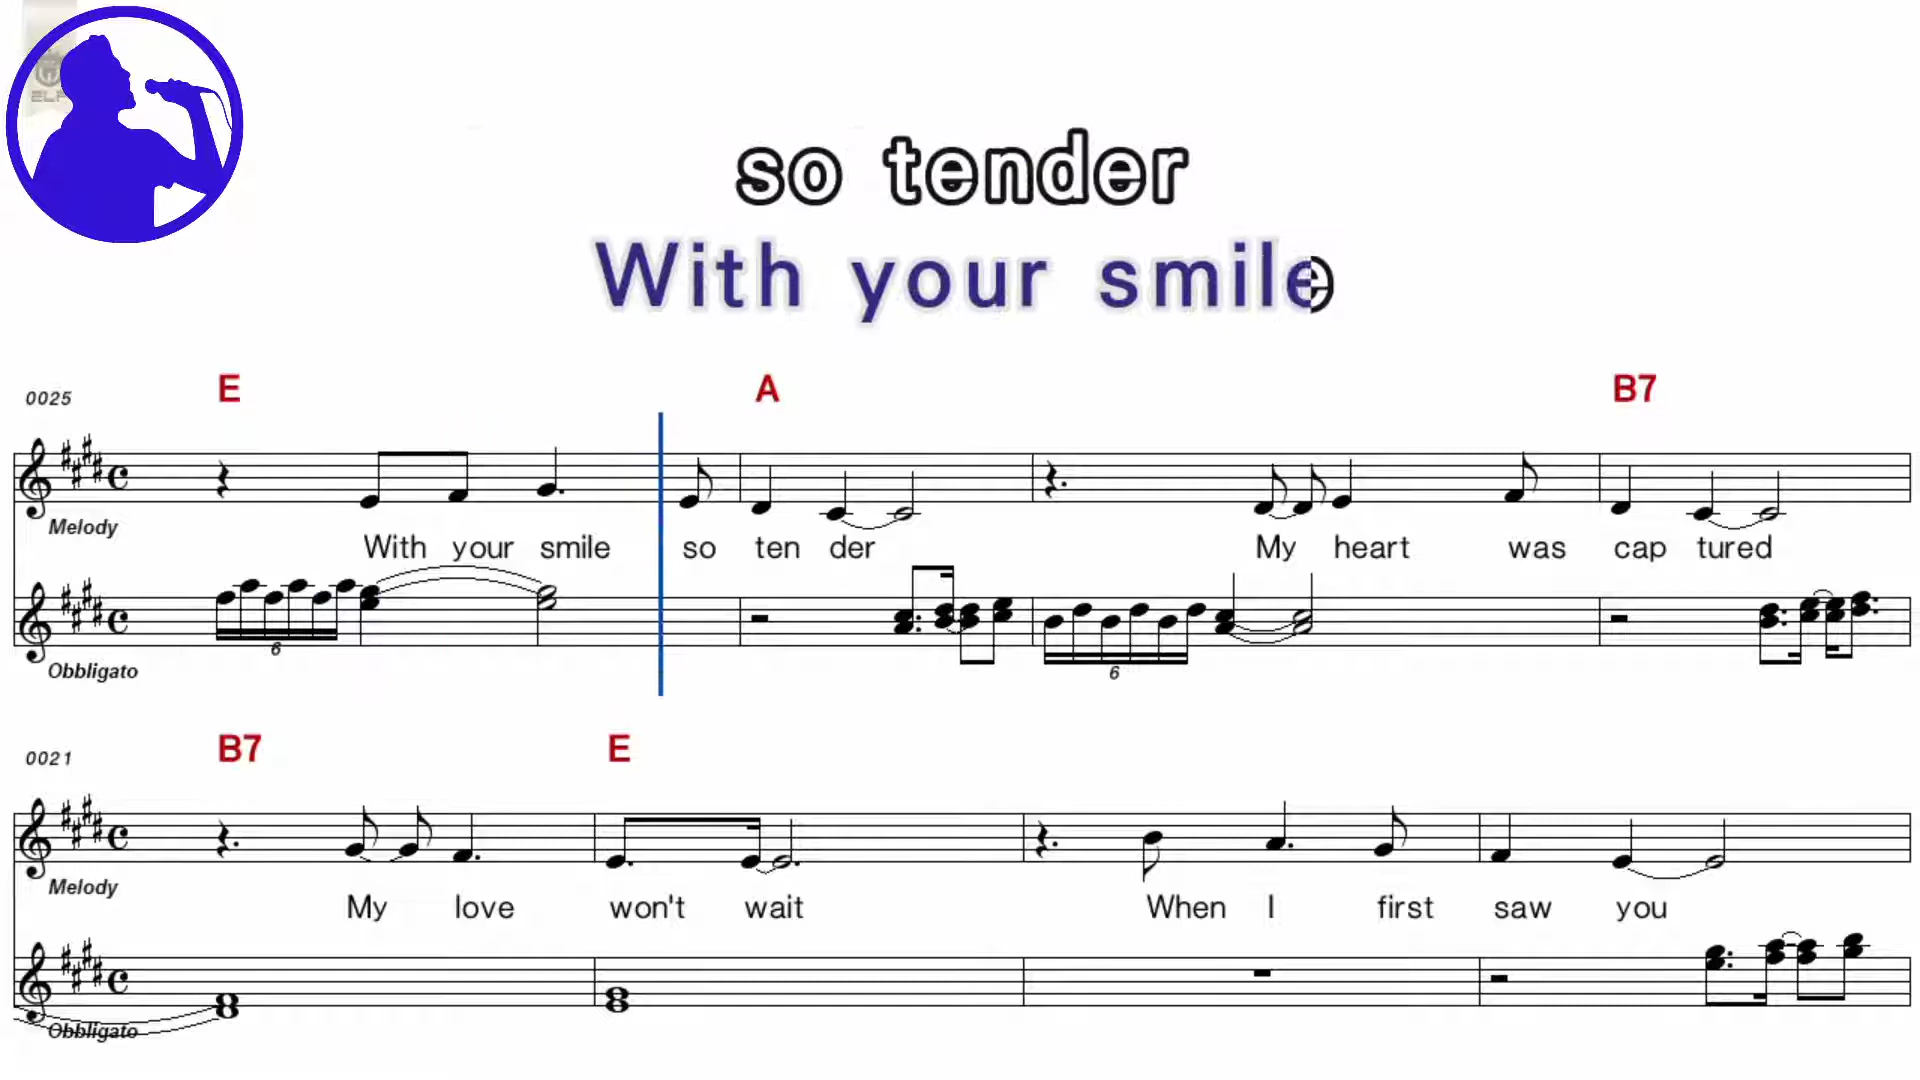 so tender
With your smile
0025 E A B7
Melody
With your smile so ten der My heart was cap tured
6 6
Obbligato
0021 B7 E
Melody
My love won't wait When I first saw you
Obbligato